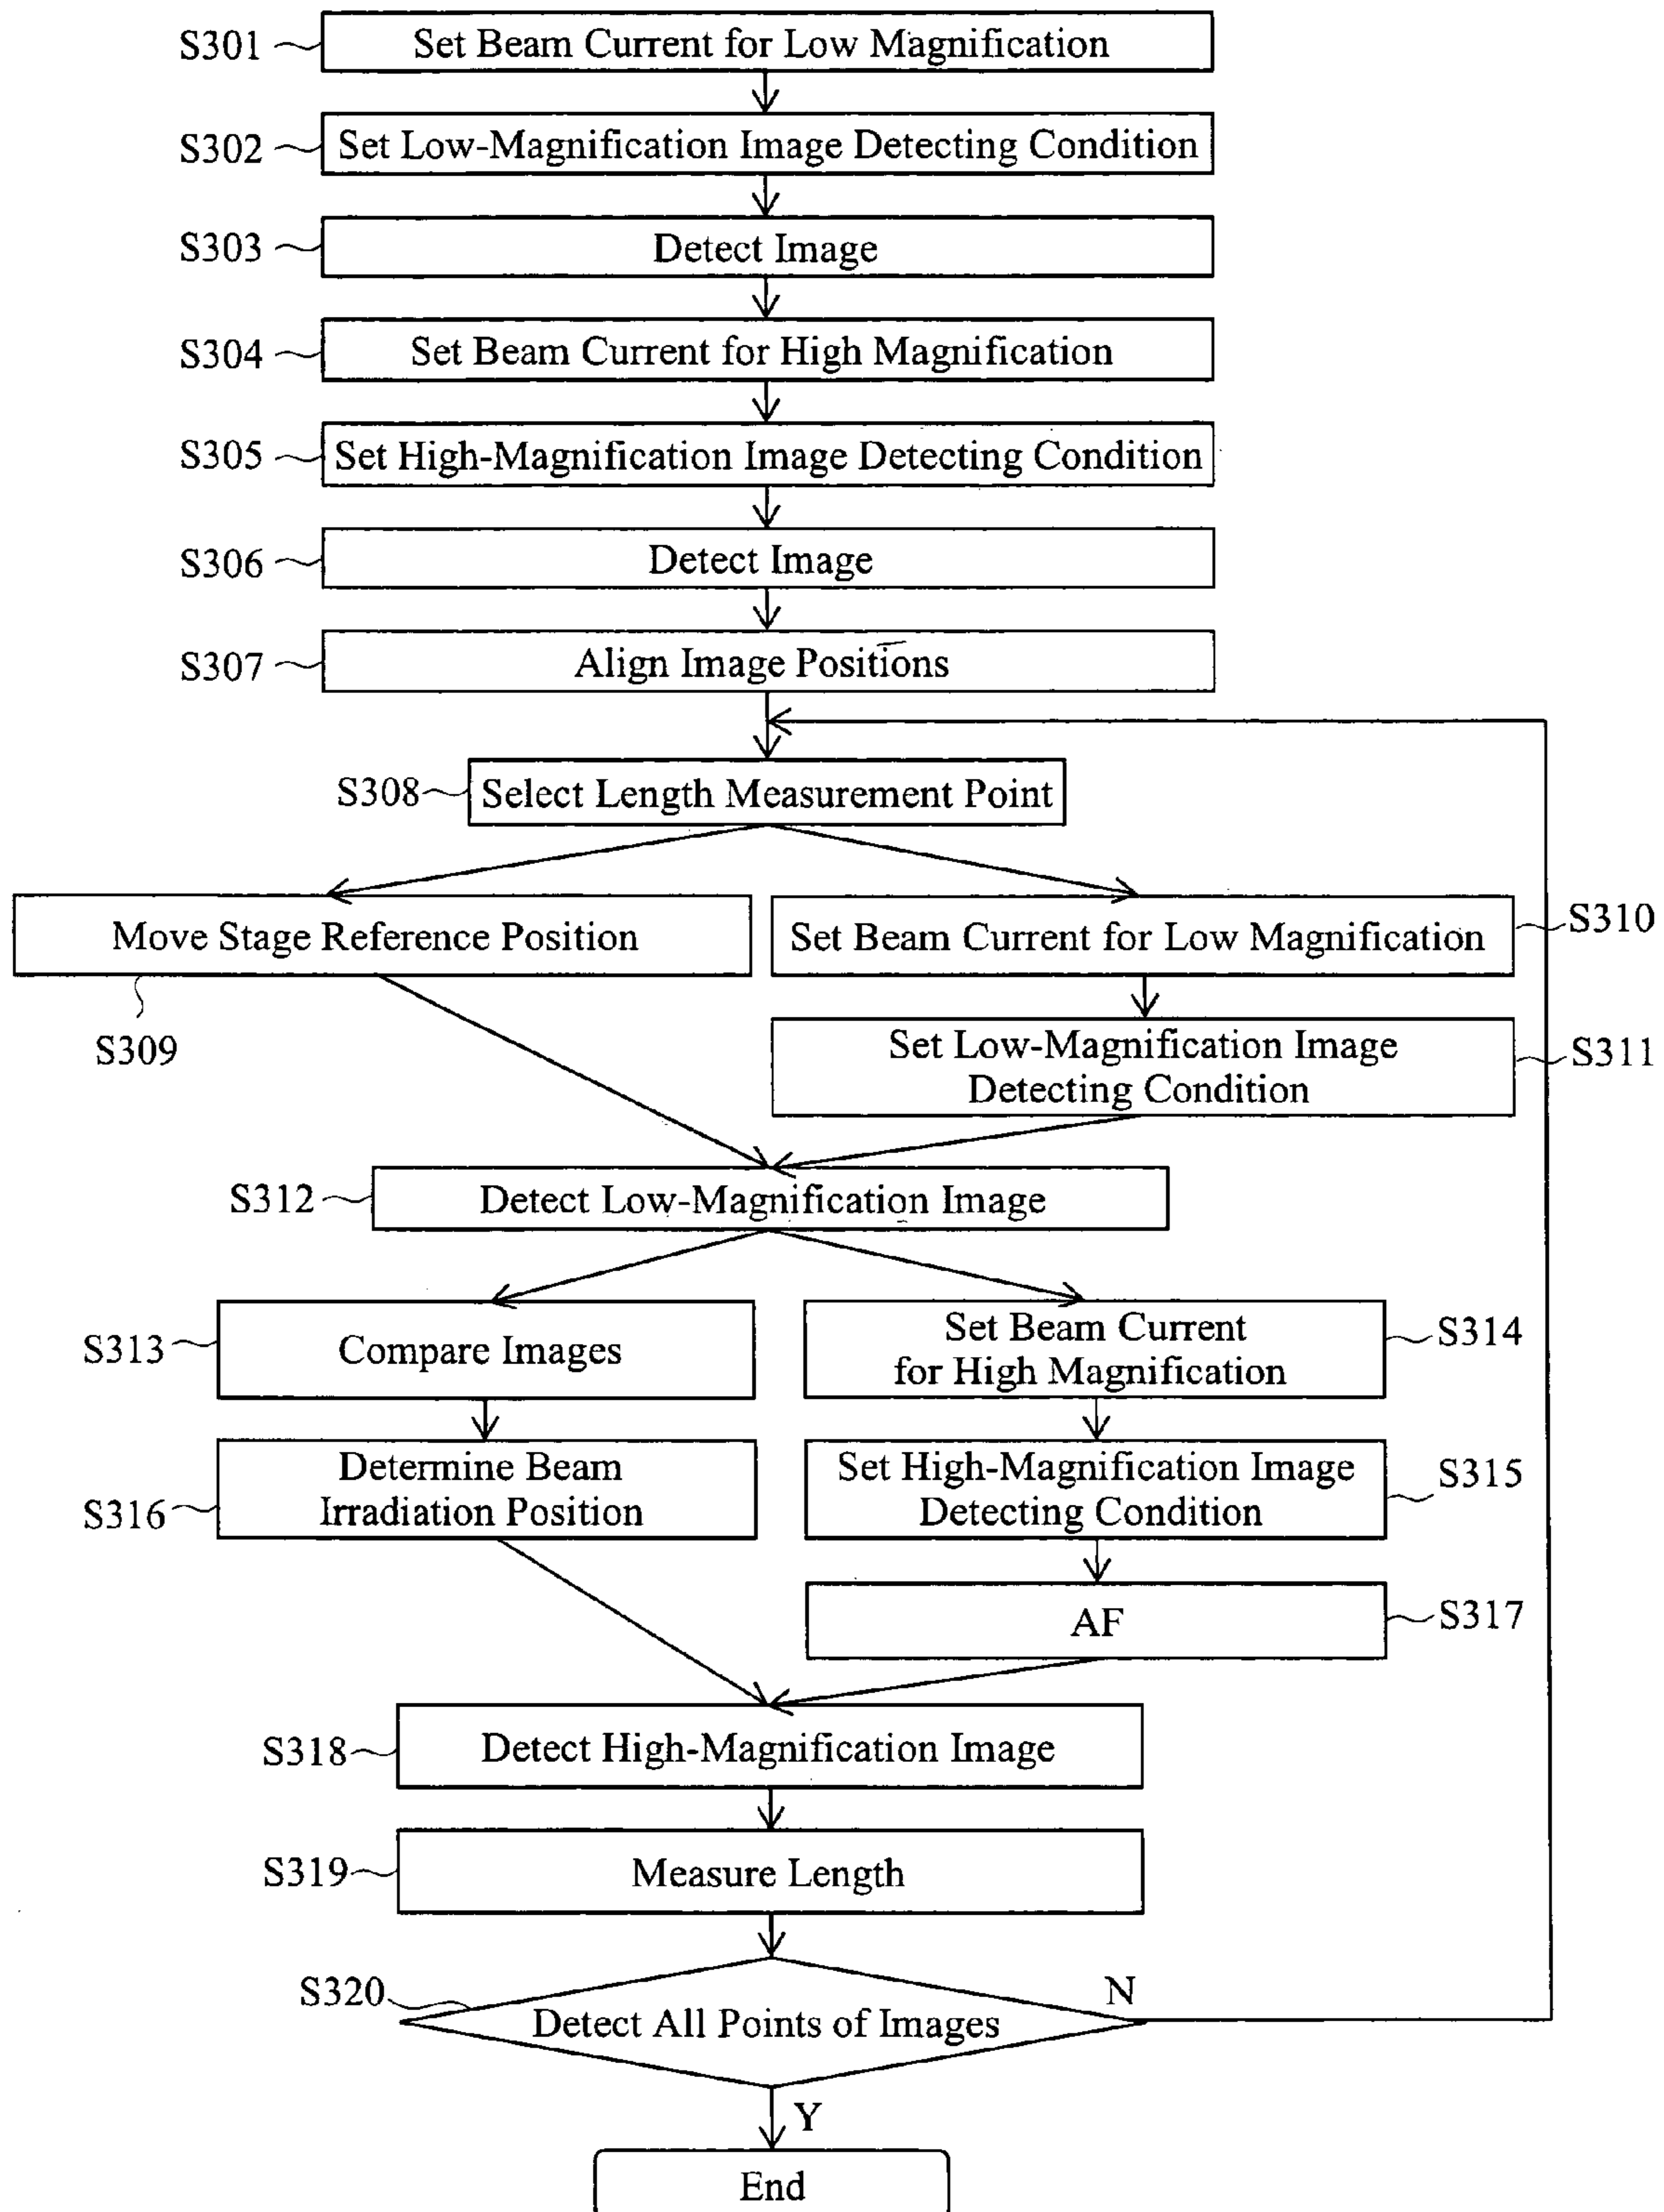 S301 Set Beam Current for Low Magnification
S302 Set Low-Magnification Image Detecting Condition
S303 Detect Image
S304 Set Beam Current for High Magnification
S305 Set High-Magnification Image Detecting Condition
S306 Detect Image
S307 Align Image Positions
S308 Select Length Measurement Point
Move Stage Reference Position
S309
Set Beam Current for Low Magnification S310
Set Low-Magnification Image
Detecting Condition
S311
S312 Detect Low-Magnification Image
S313 Compare Images
Set Beam Current
for High Magnification
S314
Determine Beam
Irradiation Position
S316
Set High-Magnification Image
Detecting Condition
S315
AF S317
S318 Detect High-Magnification Image
S319 Measure Length
S320 Detect All Points of Images N
Y
End